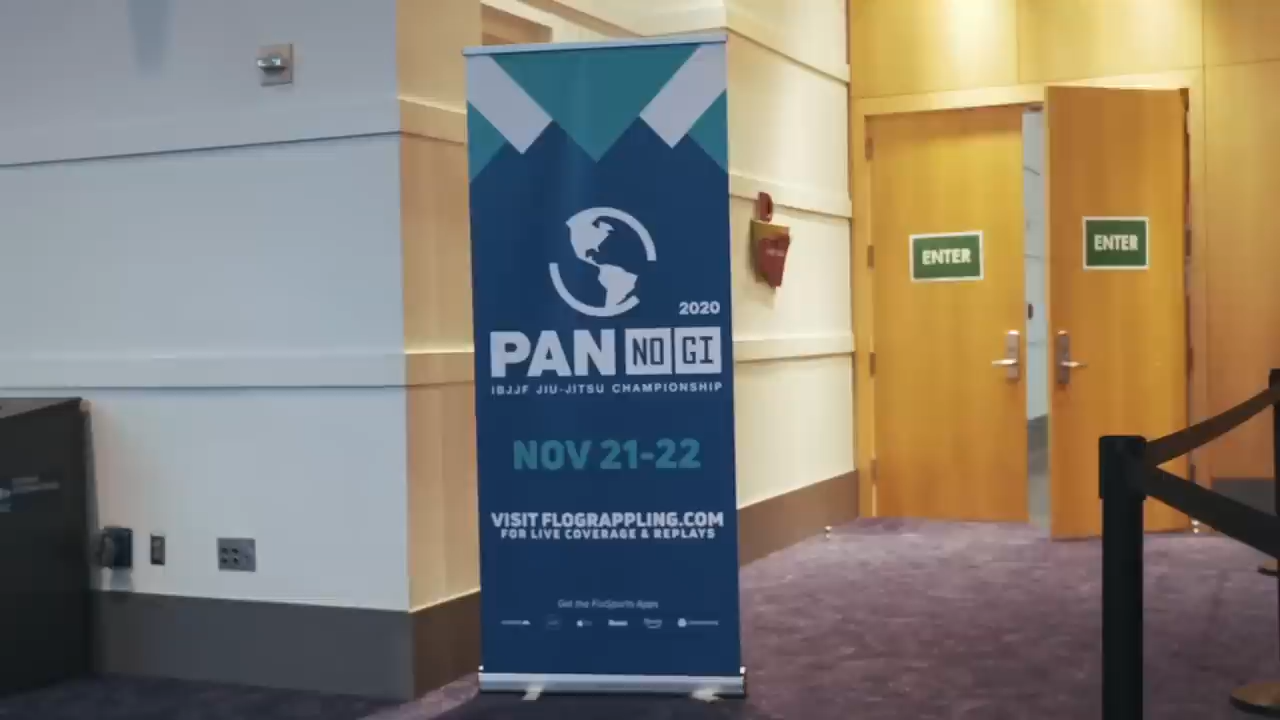 2020
PAN NO GI
IBJJF JIU-JITSU CHAMPIONSHIP
NOV 21-22
VISIT FLOGRAPPLING.COM
FOR LIVE COVERAGE & REPLAYS
Get the FloSports Apps
ENTER
ENTER